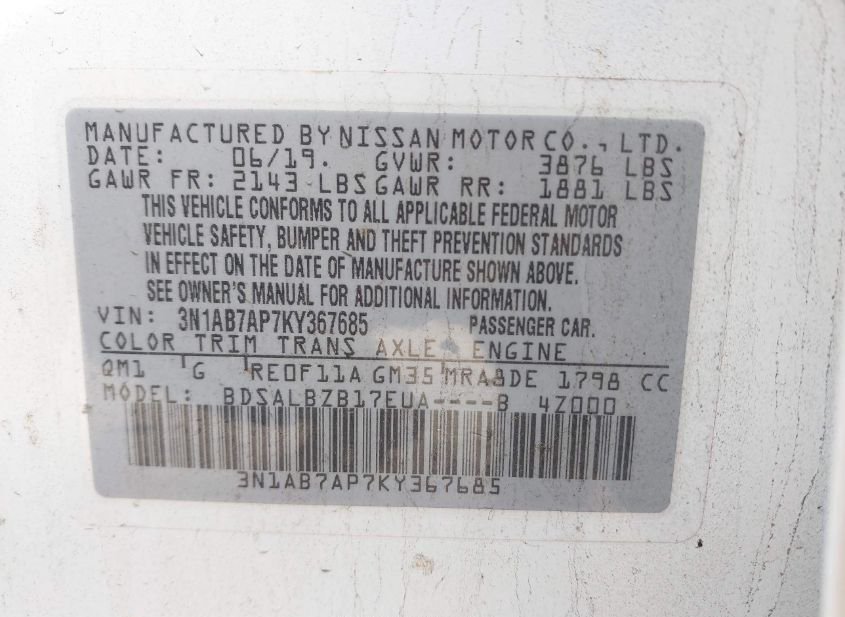 MANUFACTURED BY NISSAN MOTOR CO., LTD.
DATE: 06/19. GVWR: 3876 LBS
GAWR FR: 2143 LBS GAWR RR: 1881 LBS
THIS VEHICLE CONFORMS TO ALL APPLICABLE FEDERAL MOTOR
VEHICLE SAFETY, BUMPER AND THEFT PREVENTION STANDARDS
IN EFFECT ON THE DATE OF MANUFACTURE SHOWN ABOVE.
SEE OWNER'S MANUAL FOR ADDITIONAL INFORMATION.
VIN: 3N1AB7AP7KY367685 PASSENGER CAR.
COLOR TRIM TRANS AXLE ENGINE
QM1 G RE0F11A GM35 MRA8DE 1798 CC
MODEL: BDSALBZB17EUA----B 4Z000
3N1AB7AP7KY367685